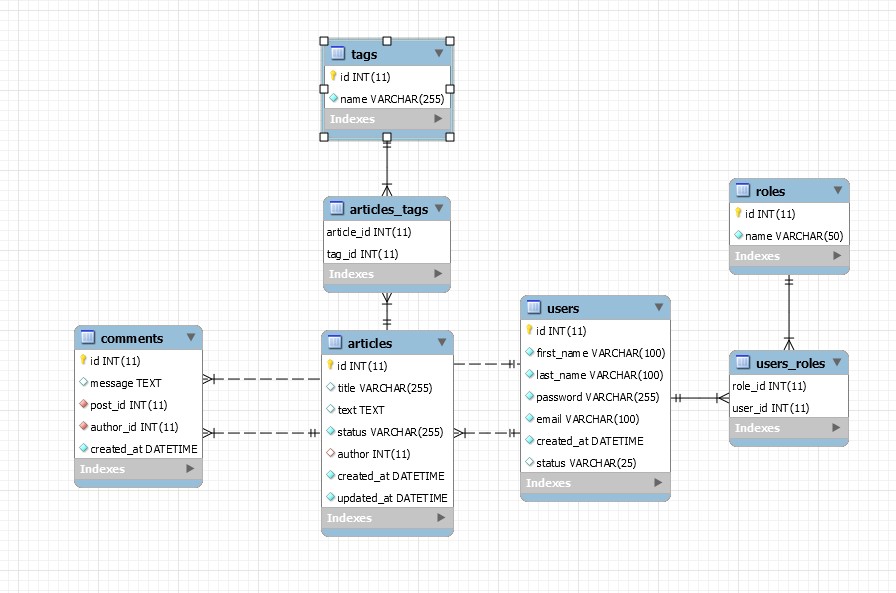 tags
id INT(11)
name VARCHAR(255)
Indexes
articles_tags
article_id INT(11)
tag_id INT(11)
Indexes
comments
id INT(11)
message TEXT
post_id INT(11)
author_id INT(11)
created_at DATETIME
Indexes
articles
id INT(11)
title VARCHAR(255)
text TEXT
status VARCHAR(255)
author INT(11)
created_at DATETIME
updated_at DATETIME
Indexes
users
id INT(11)
first_name VARCHAR(100)
last_name VARCHAR(100)
password VARCHAR(255)
email VARCHAR(100)
created_at DATETIME
status VARCHAR(25)
Indexes
roles
id INT(11)
name VARCHAR(50)
Indexes
users_roles
role_id INT(11)
user_id INT(11)
Indexes